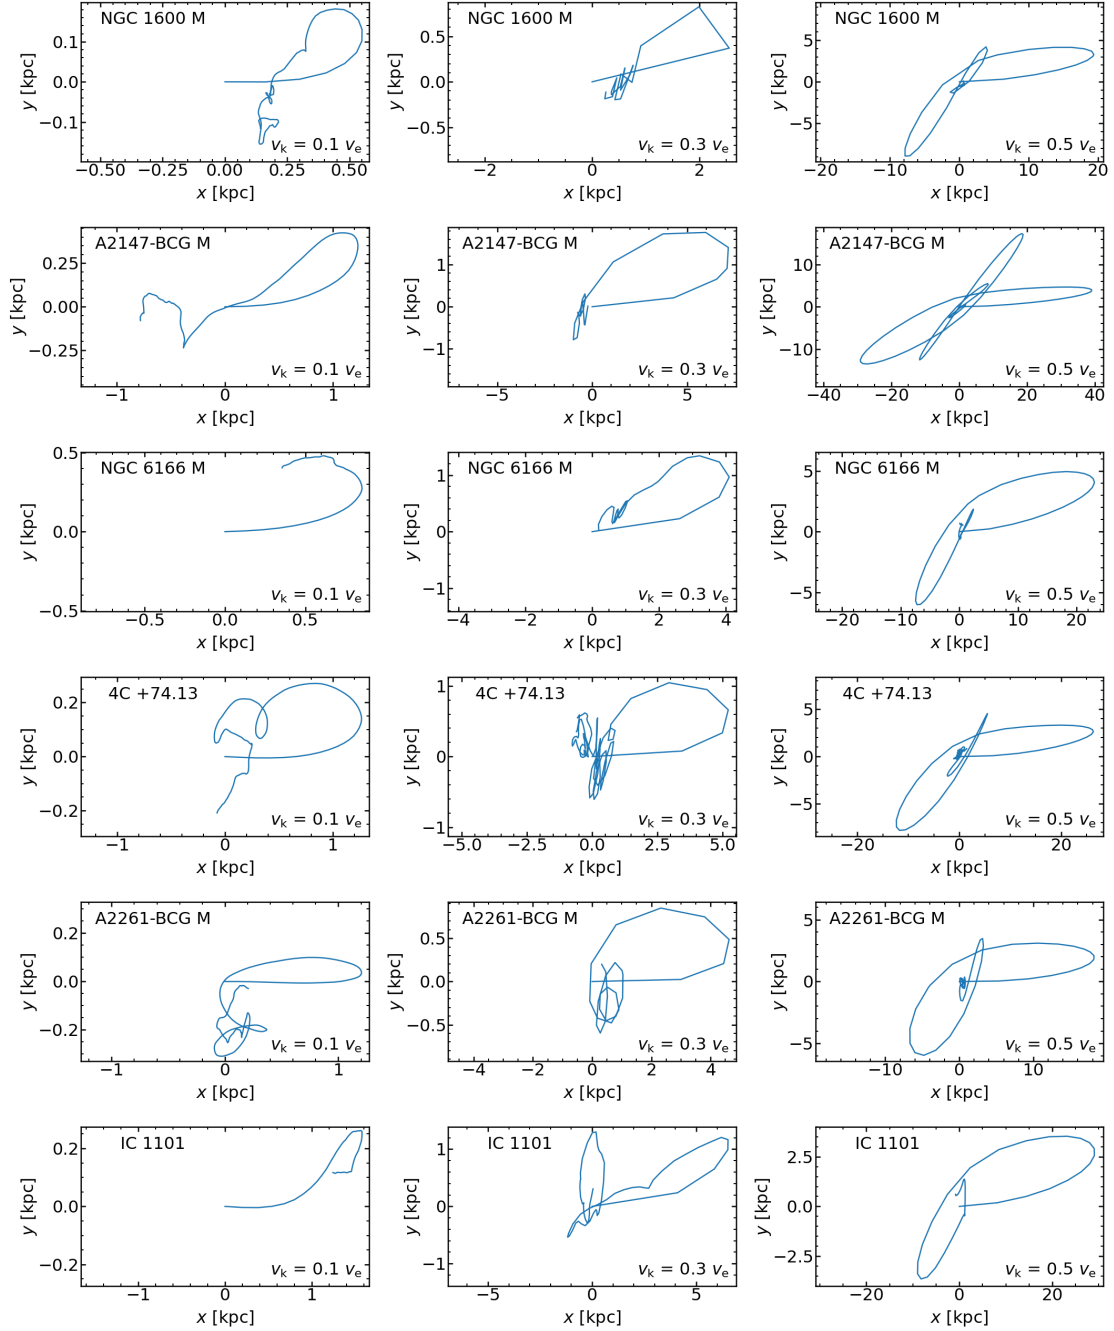 NGC 1600 M
0.1
0.0
−0.1
y [kpc]
v_k = 0.1 v_e
−0.50 −0.25 0.00 0.25 0.50
x [kpc]
NGC 1600 M
0.5
0.0
−0.5
y [kpc]
v_k = 0.3 v_e
−2 0 2
x [kpc]
NGC 1600 M
5
0
−5
y [kpc]
v_k = 0.5 v_e
−20 −10 0 10 20
x [kpc]
A2147-BCG M
0.25
0.00
−0.25
y [kpc]
v_k = 0.1 v_e
−1 0 1
x [kpc]
A2147-BCG M
1
0
−1
y [kpc]
v_k = 0.3 v_e
−5 0 5
x [kpc]
A2147-BCG M
10
0
−10
y [kpc]
v_k = 0.5 v_e
−40 −20 0 20 40
x [kpc]
NGC 6166 M
0.5
0.0
−0.5
y [kpc]
v_k = 0.1 v_e
−0.5 0.0 0.5
x [kpc]
NGC 6166 M
1
0
−1
y [kpc]
v_k = 0.3 v_e
−4 −2 0 2 4
x [kpc]
NGC 6166 M
5
0
−5
y [kpc]
v_k = 0.5 v_e
−20 −10 0 10 20
x [kpc]
4C +74.13
0.2
0.0
−0.2
y [kpc]
v_k = 0.1 v_e
−1 0 1
x [kpc]
4C +74.13
1
0
−1
y [kpc]
v_k = 0.3 v_e
−5.0 −2.5 0.0 2.5 5.0
x [kpc]
4C +74.13
5
0
−5
y [kpc]
v_k = 0.5 v_e
−20 0 20
x [kpc]
A2261-BCG M
0.2
0.0
−0.2
y [kpc]
v_k = 0.1 v_e
−1 0 1
x [kpc]
A2261-BCG M
0.5
0.0
−0.5
y [kpc]
v_k = 0.3 v_e
−4 −2 0 2 4
x [kpc]
A2261-BCG M
5
0
−5
y [kpc]
v_k = 0.5 v_e
−10 0 10
x [kpc]
IC 1101
0.2
0.0
−0.2
y [kpc]
v_k = 0.1 v_e
−1 0 1
x [kpc]
IC 1101
1
0
−1
y [kpc]
v_k = 0.3 v_e
−5 0 5
x [kpc]
IC 1101
2.5
0.0
−2.5
y [kpc]
v_k = 0.5 v_e
−20 0 20
x [kpc]